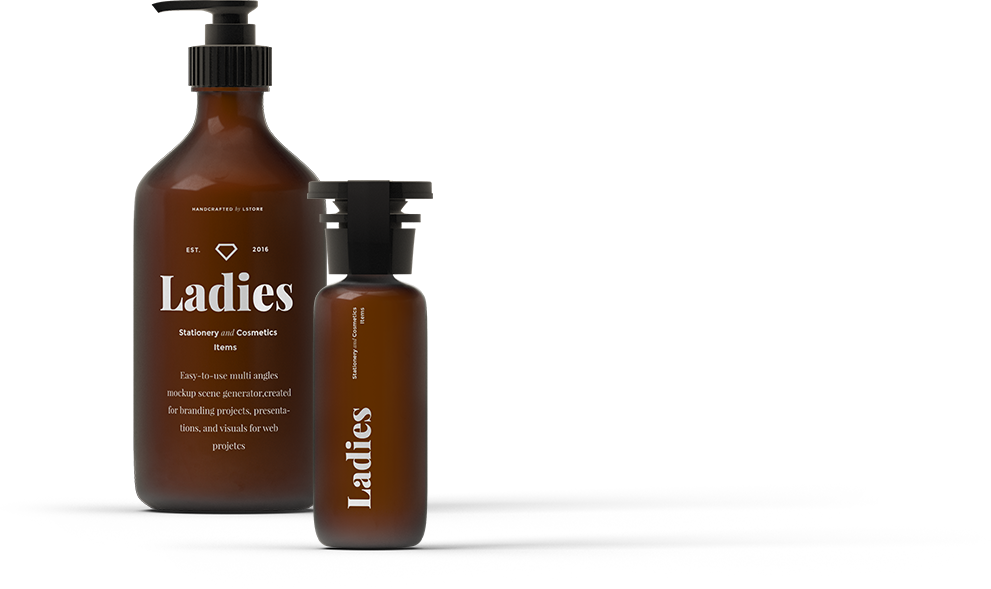 HANDCRAFTED by LSTORE
EST. 2016
Ladies
Stationery and Cosmetics
Items
Easy-to-use multi angles
mockup scene generator,created
for branding projects, presenta-
tions, and visuals for web
projetcs
Stationery and Cosmetics
Items
Ladies